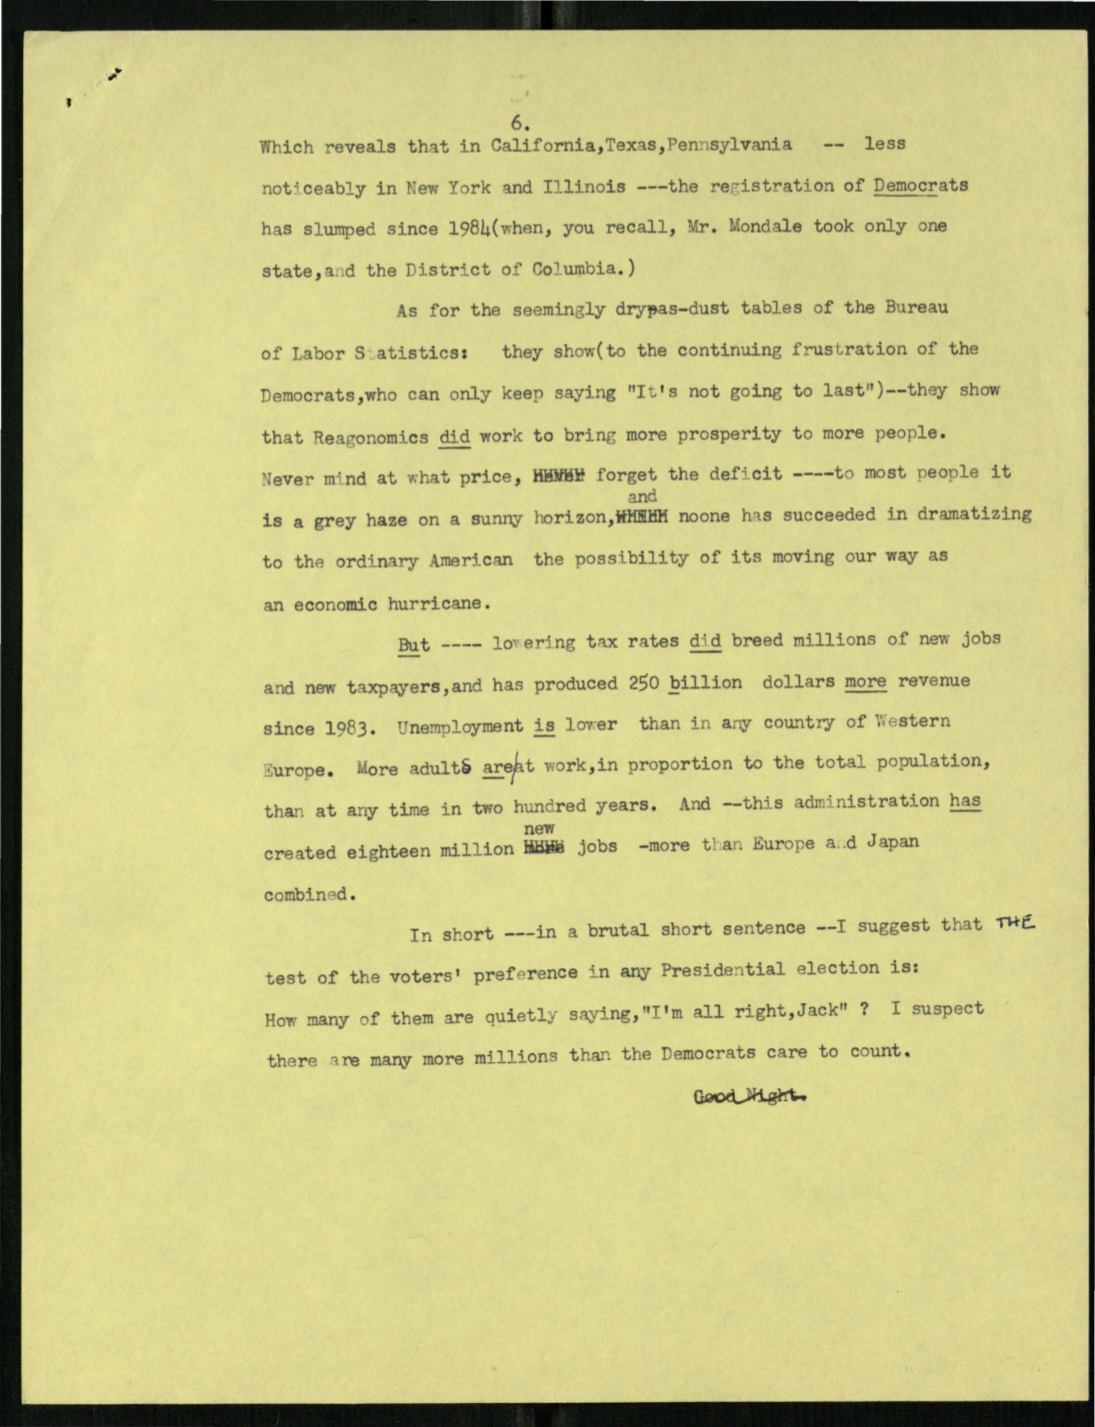 6.
Which reveals that in California,Texas,Pennsylvania -- less
noticeably in New York and Illinois ---the registration of Democrats
has slumped since 1984(when, you recall, Mr. Mondale took only one
state,and the District of Columbia.)
As for the seemingly drypas-dust tables of the Bureau
of Labor Statistics: they show(to the continuing frustration of the
Democrats,who can only keep saying "It's not going to last")--they show
that Reagonomics did work to bring more prosperity to more people.
Never mind at what price, forget the deficit ----to most people it
and
is a grey haze on a sunny horizon, noone has succeeded in dramatizing
to the ordinary American the possibility of its moving our way as
an economic hurricane.
But ---- lowering tax rates did breed millions of new jobs
and new taxpayers,and has produced 250 billion dollars more revenue
since 1983. Unemployment is lower than in any country of Western
Europe. More adultS are/at work,in proportion to the total population,
than at any time in two hundred years. And --this administration has
new
created eighteen million jobs -more than Europe and Japan
combined.
In short ---in a brutal short sentence --I suggest that THE
test of the voters' preference in any Presidential election is:
How many of them are quietly saying,"I'm all right,Jack" ? I suspect
there are many more millions than the Democrats care to count.
Good Night.